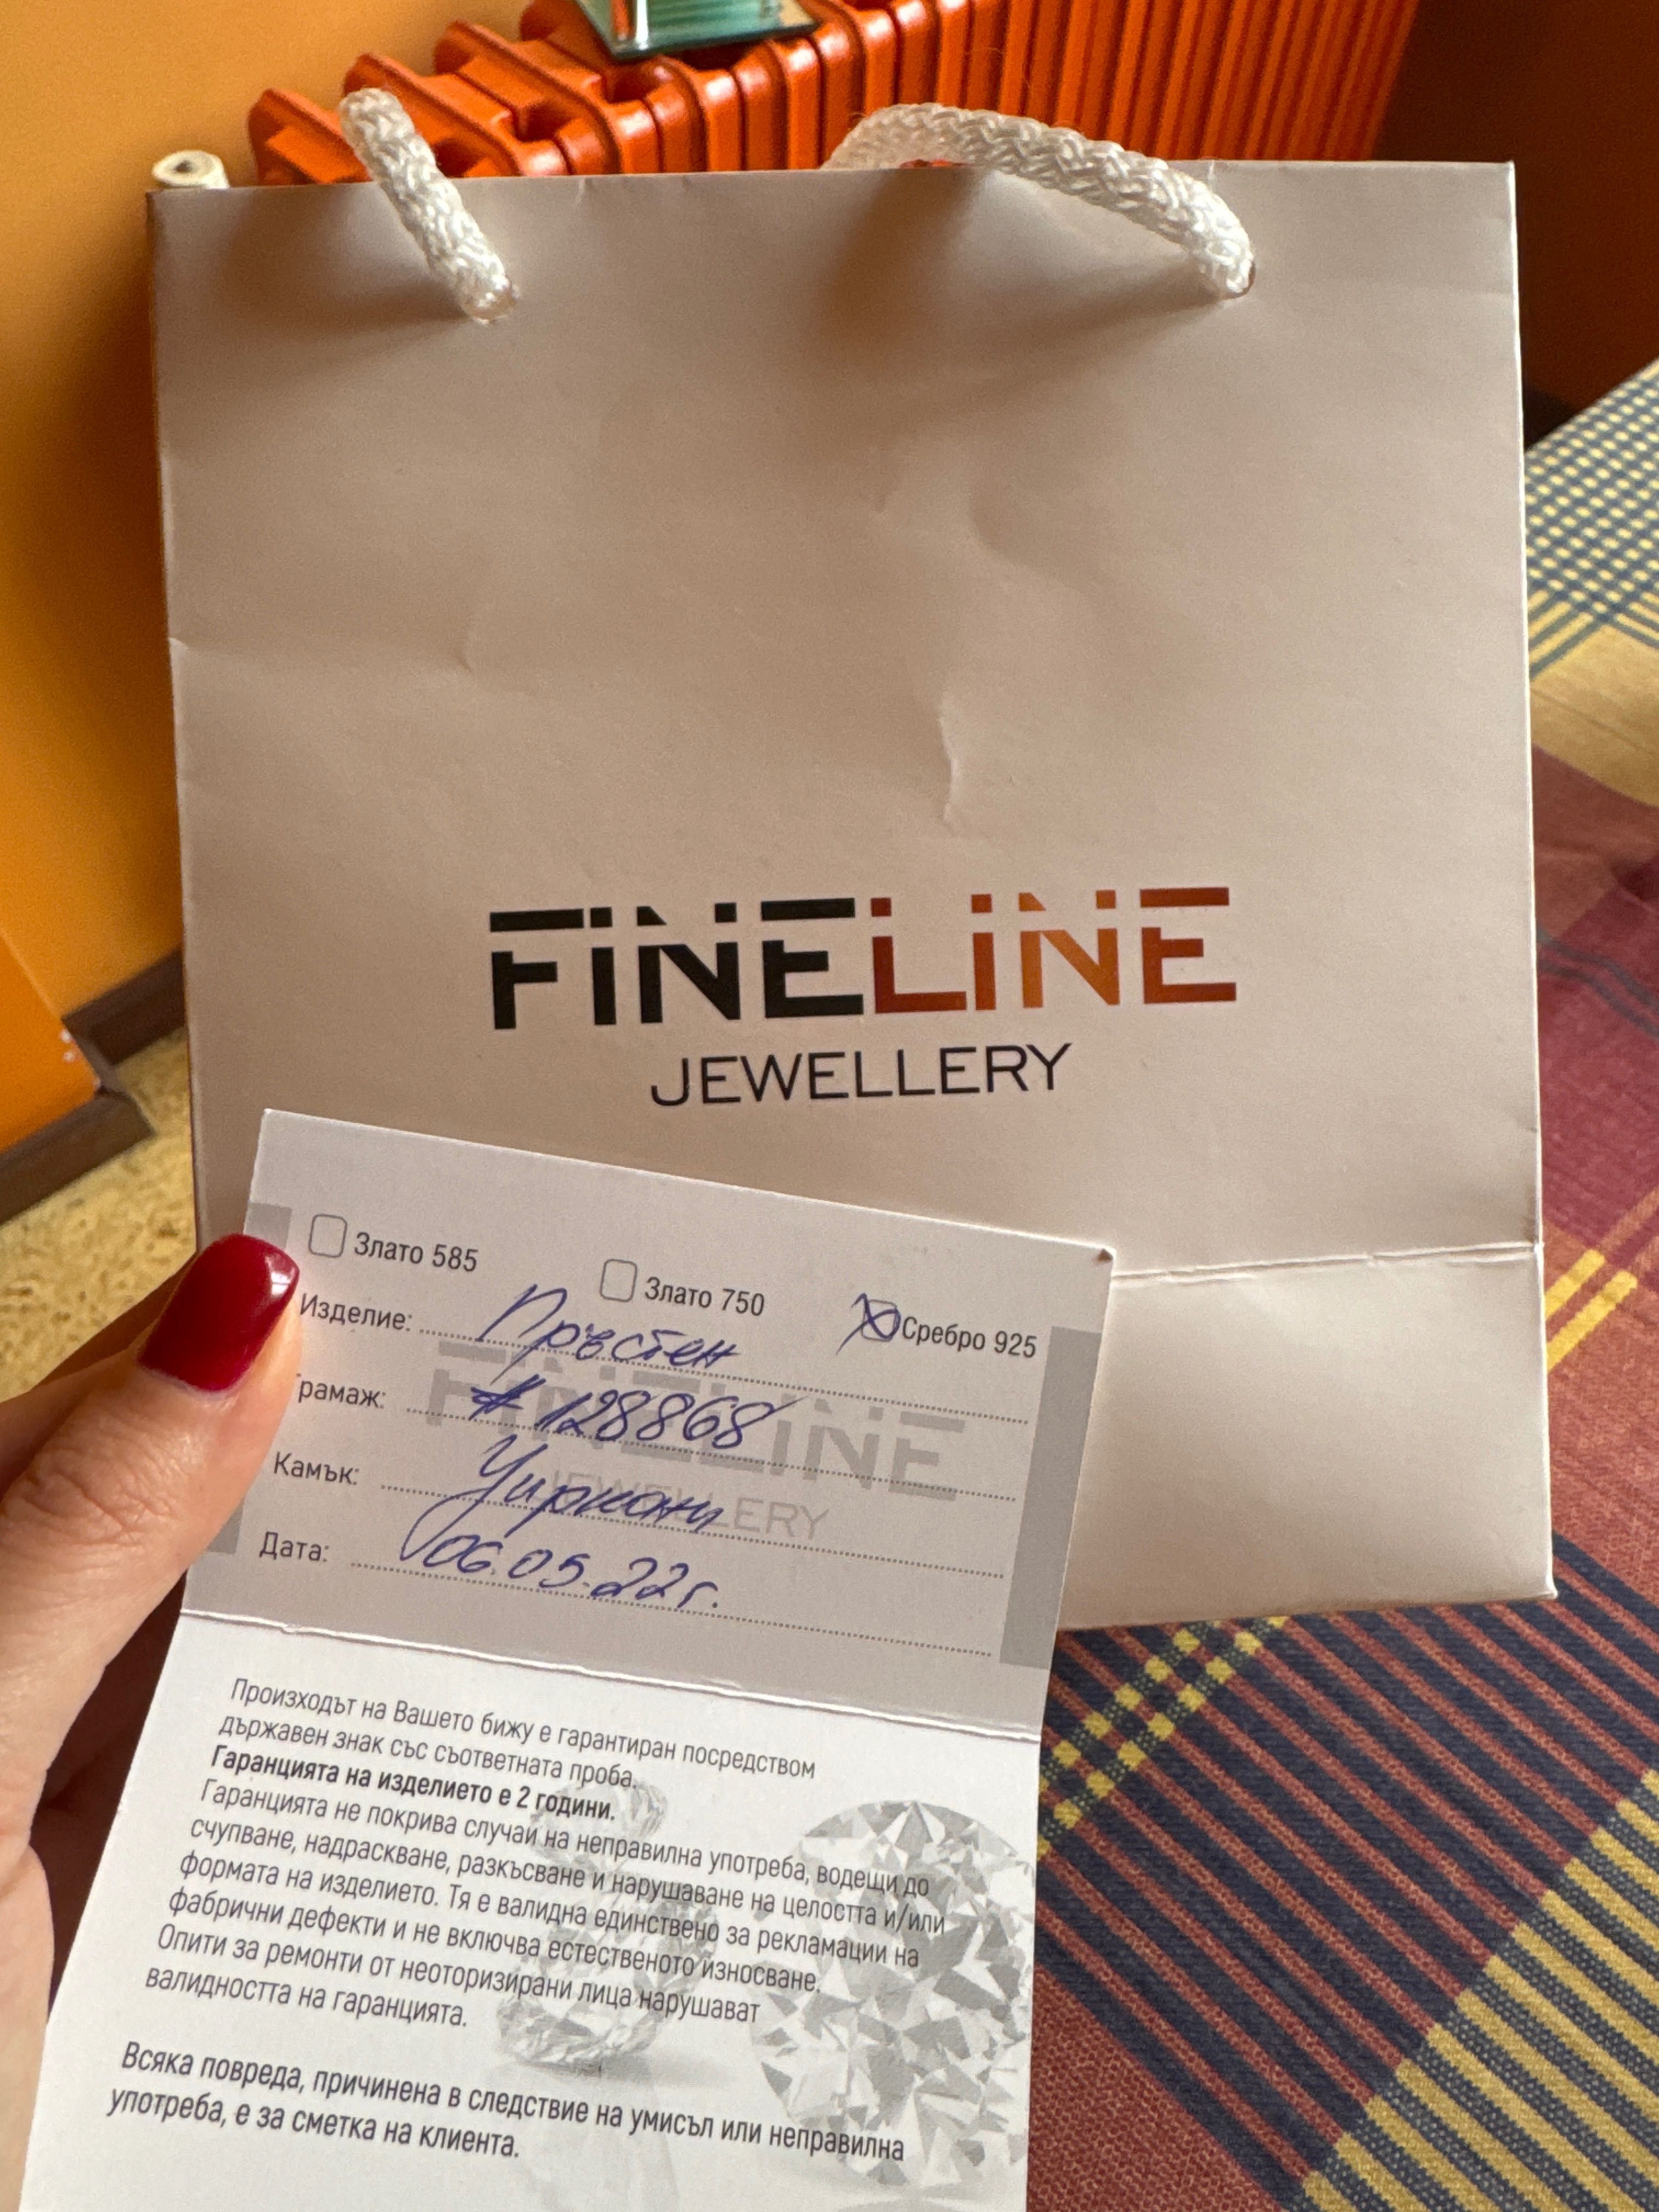 FINELINE
JEWELLERY
Злато 585 Злато 750 Сребро 925
Изделие: Пръстен
Грамаж: # 128868
Камък: Циркони
Дата: 06.05.22г.
FINELINE
JEWELLERY
Произходът на Вашето бижу е гарантиран посредством
държавен знак със съответната проба.
Гаранцията на изделието е 2 години.
Гаранцията не покрива случаи на неправилна употреба, водещи до
счупване, надраскване, разкъсване и нарушаване на целостта и/или
формата на изделието. Тя е валидна единствено за рекламации на
фабрични дефекти и не включва естественото износване.
Опити за ремонти от неоторизирани лица нарушават
валидността на гаранцията.
Всяка повреда, причинена в следствие на умисъл или неправилна
употреба, е за сметка на клиента.